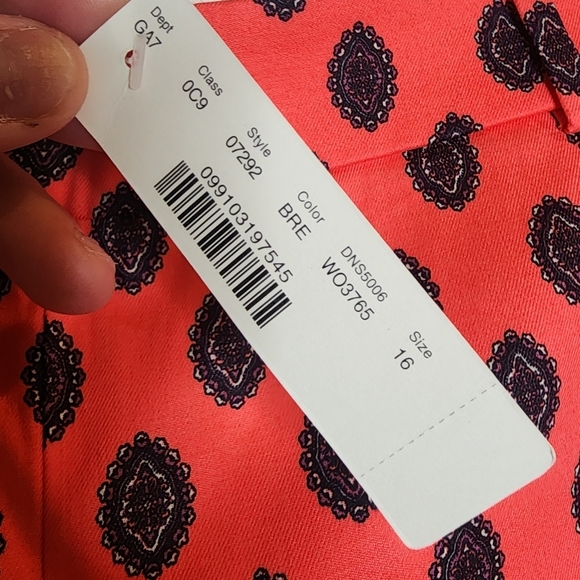 Dept Class Style Color DNS5006 Size
GA7 0C9 07292 BRE WO3765 16
099103197545